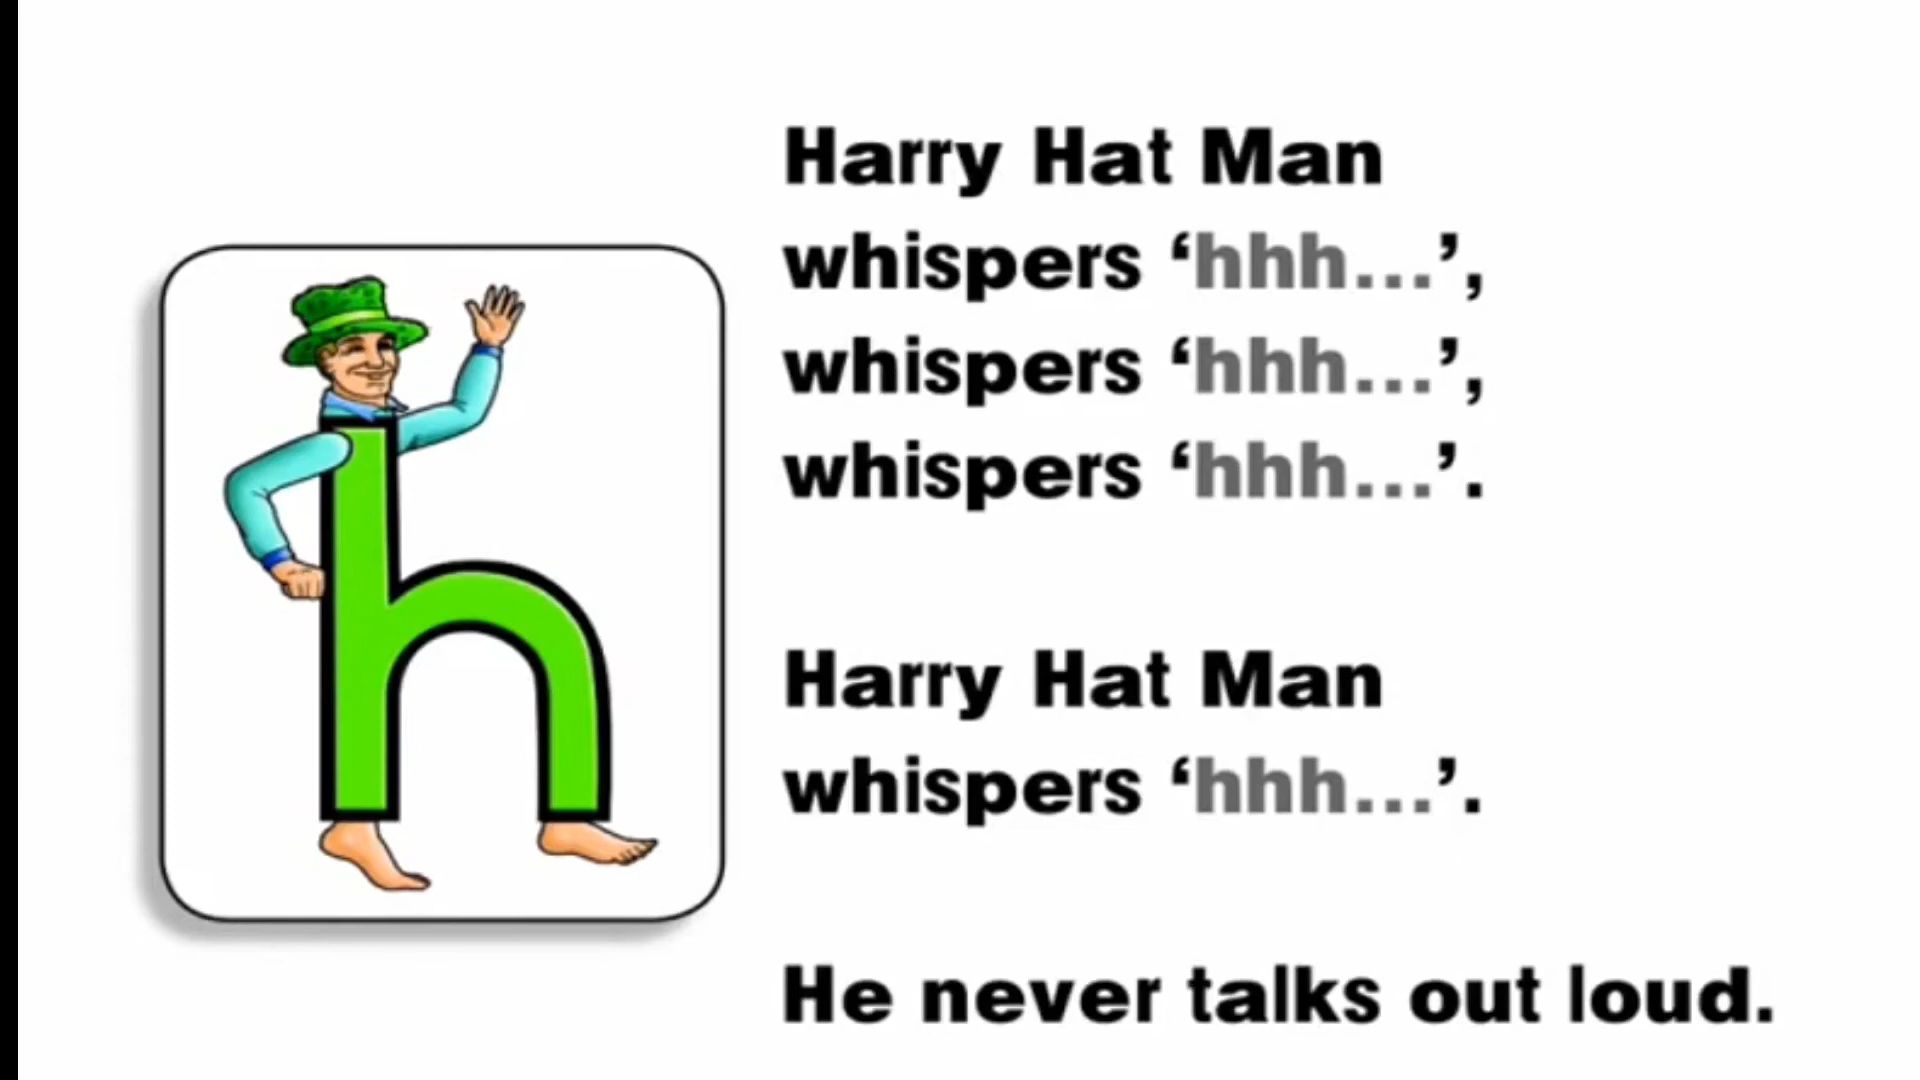 Harry Hat Man
whispers ‘hhh...’,
whispers ‘hhh...’,
whispers ‘hhh...’.
Harry Hat Man
whispers ‘hhh...’.
He never talks out loud.